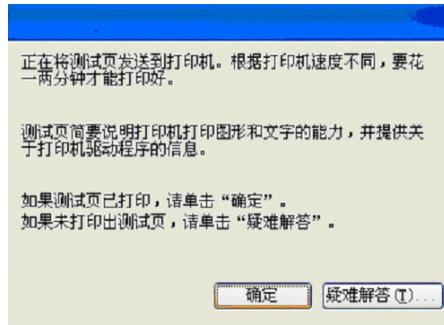 正在将测试页发送到打印机。根据打印机速度不同，要花
一两分钟才能打印好。
测试页简要说明打印机打印图形和文字的能力，并提供关
于打印机驱动程序的信息。
如果测试页已打印，请单击“确定”。
如果未打印出测试页，请单击“疑难解答”。
确定
疑难解答(T)...